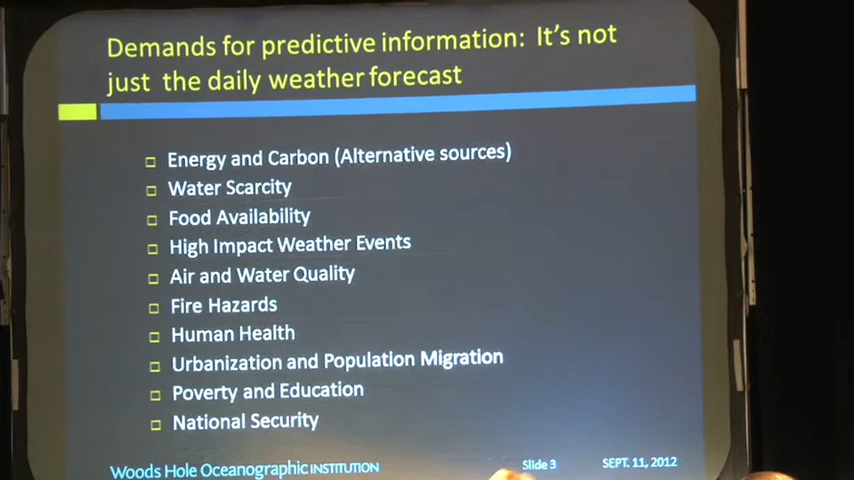 Demands for predictive information: It's not
just the daily weather forecast
Energy and Carbon (Alternative sources)
Water Scarcity
Food Availability
High Impact Weather Events
Air and Water Quality
Fire Hazards
Human Health
Urbanization and Population Migration
Poverty and Education
National Security
Woods Hole Oceanographic INSTITUTION
Slide 3
SEPT. 11, 2012